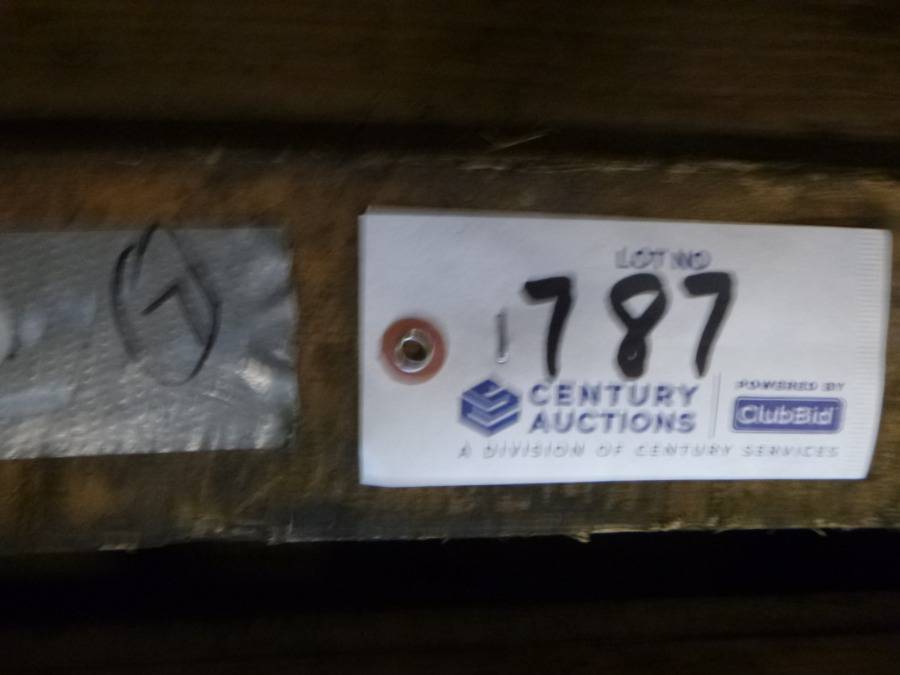 LOT NO
1787
CENTURY
AUCTIONS
POWERED BY
ClubBid
A DIVISION OF CENTURY SERVICES